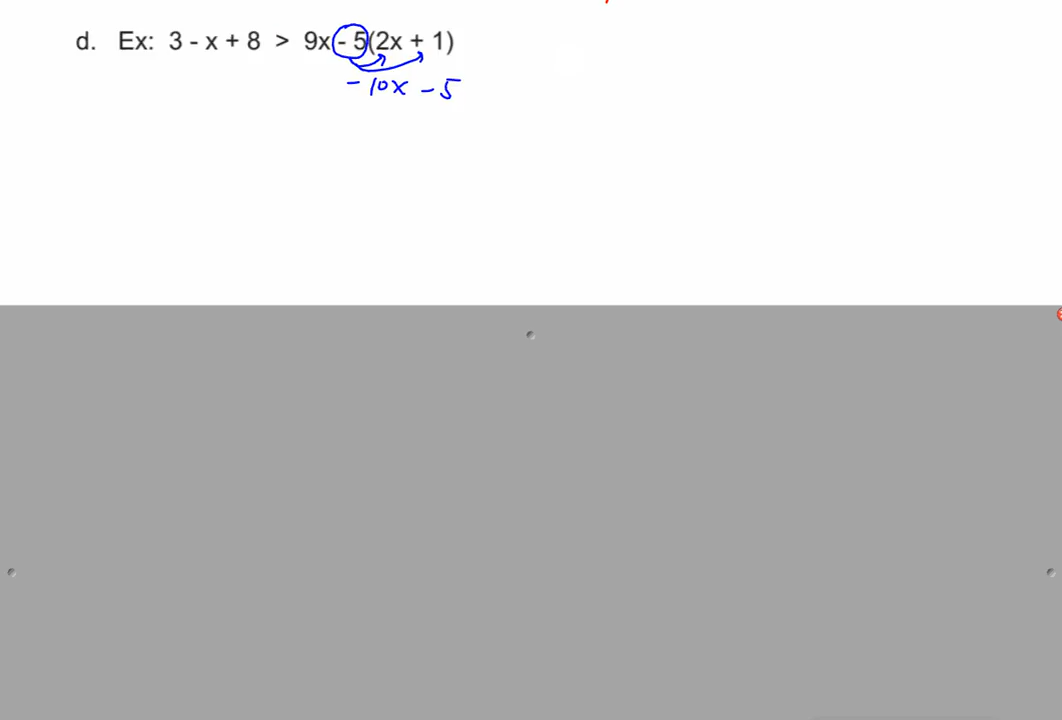 d. Ex: 3 - x + 8 > 9x - 5(2x + 1)
- 10x - 5